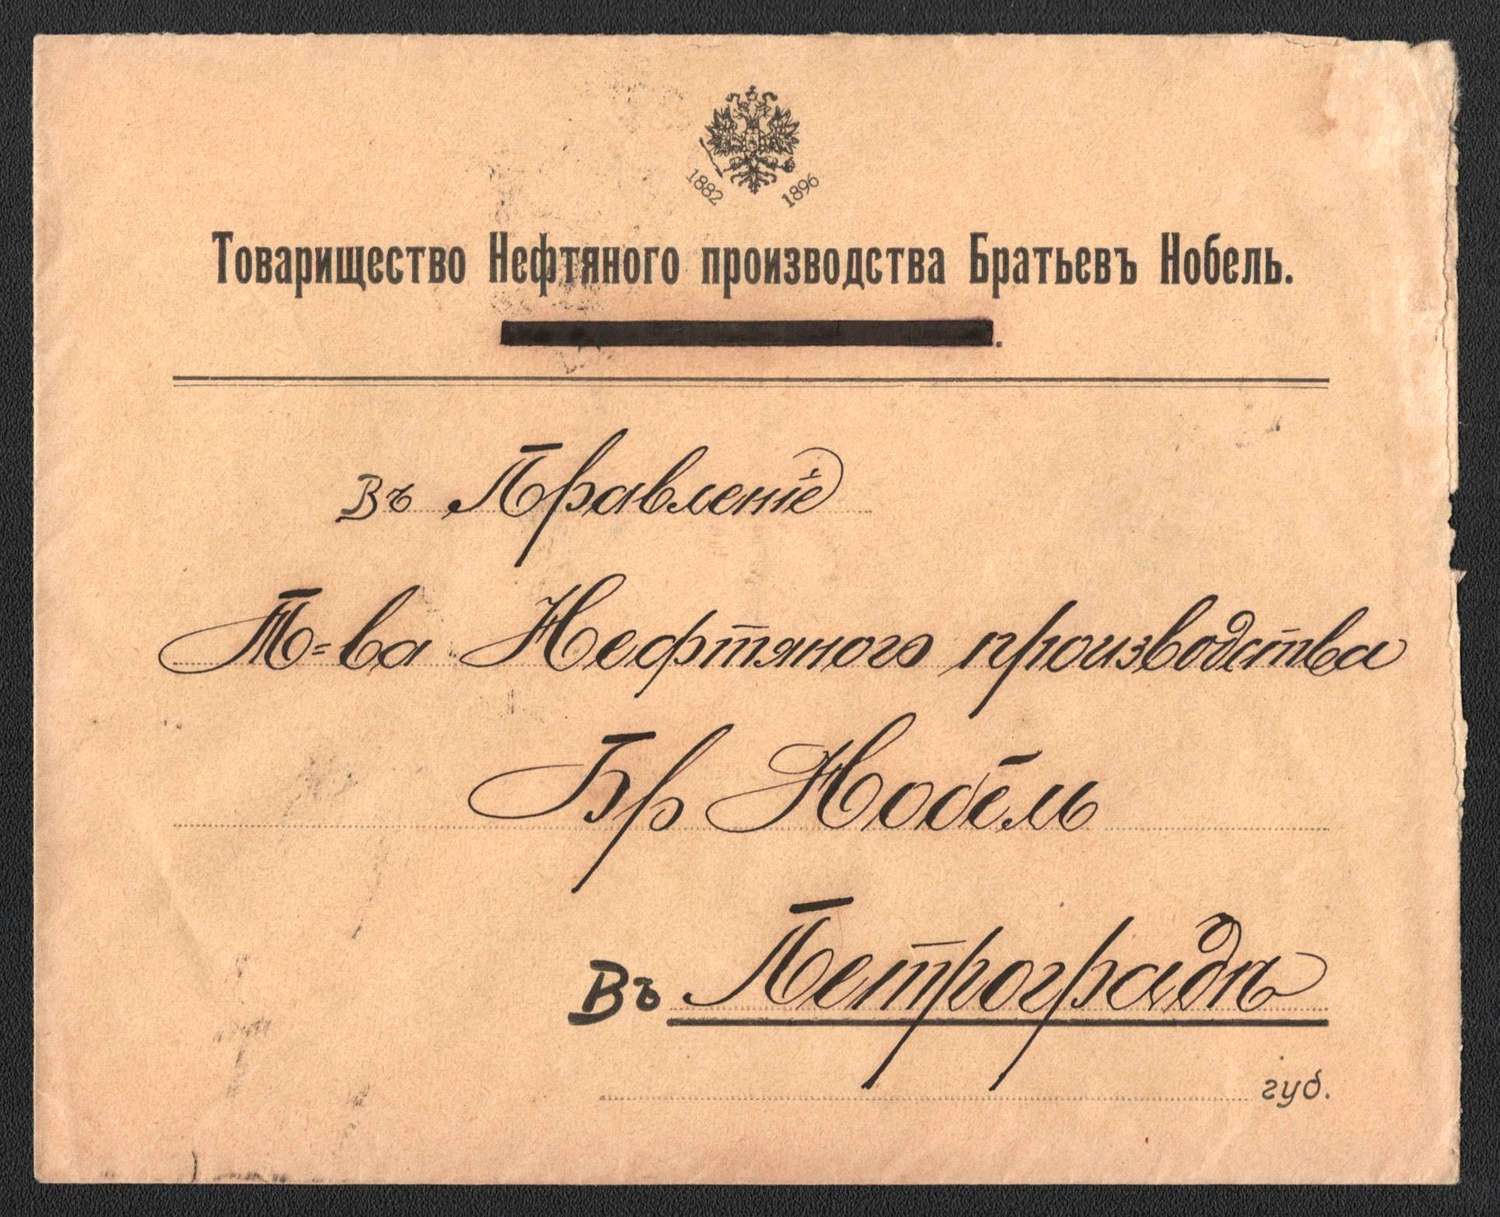 1882 1896
Товарищество Нефтяного производства Братьевъ Нобель.
Въ Правленіе
Т=ва Нефтяного производства
Бр Нобель
Въ Петроградъ
губ.